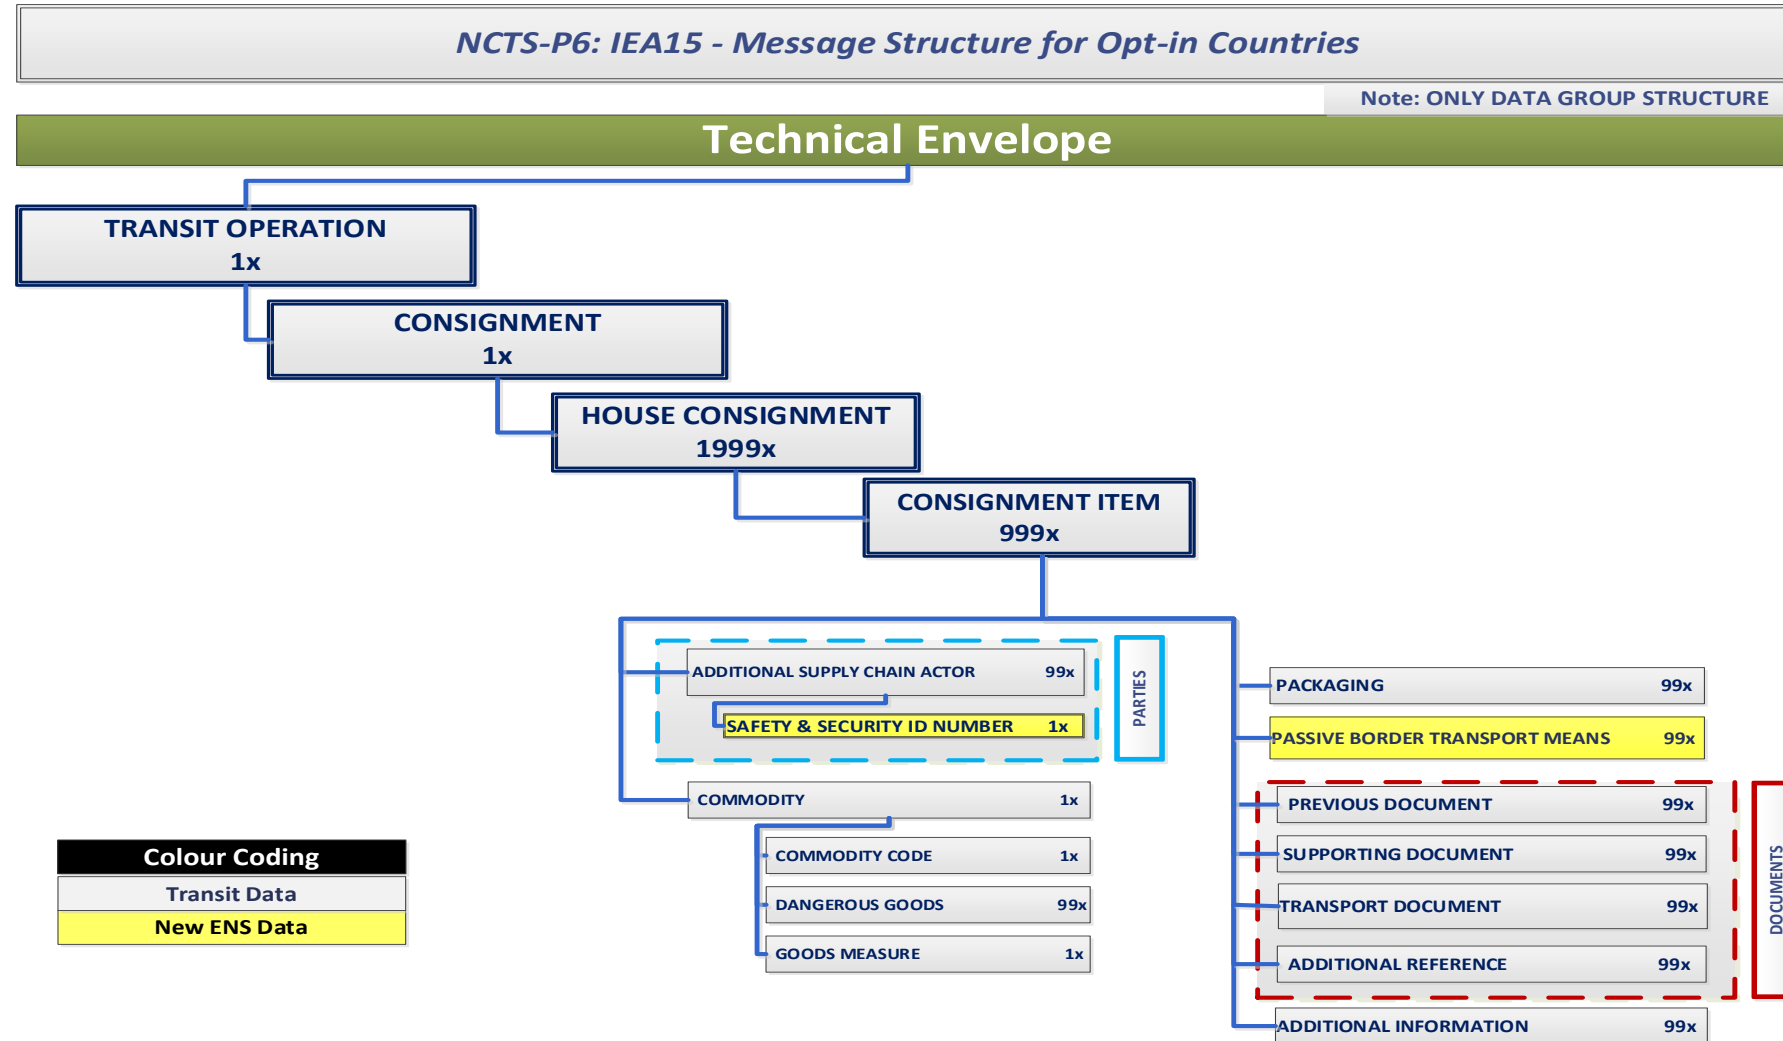 NCTS-P6: IEA15 - Message Structure for Opt-in Countries
Note: ONLY DATA GROUP STRUCTURE
Technical Envelope
TRANSIT OPERATION
1x
CONSIGNMENT
1x
HOUSE CONSIGNMENT
1999x
CONSIGNMENT ITEM
999x
ADDITIONAL SUPPLY CHAIN ACTOR 99x
SAFETY & SECURITY ID NUMBER 1x
PARTIES
COMMODITY 1x
COMMODITY CODE 1x
DANGEROUS GOODS 99x
GOODS MEASURE 1x
PACKAGING 99x
PASSIVE BORDER TRANSPORT MEANS 99x
PREVIOUS DOCUMENT 99x
SUPPORTING DOCUMENT 99x
TRANSPORT DOCUMENT 99x
ADDITIONAL REFERENCE 99x
DOCUMENTS
ADDITIONAL INFORMATION 99x
Colour Coding
Transit Data
New ENS Data